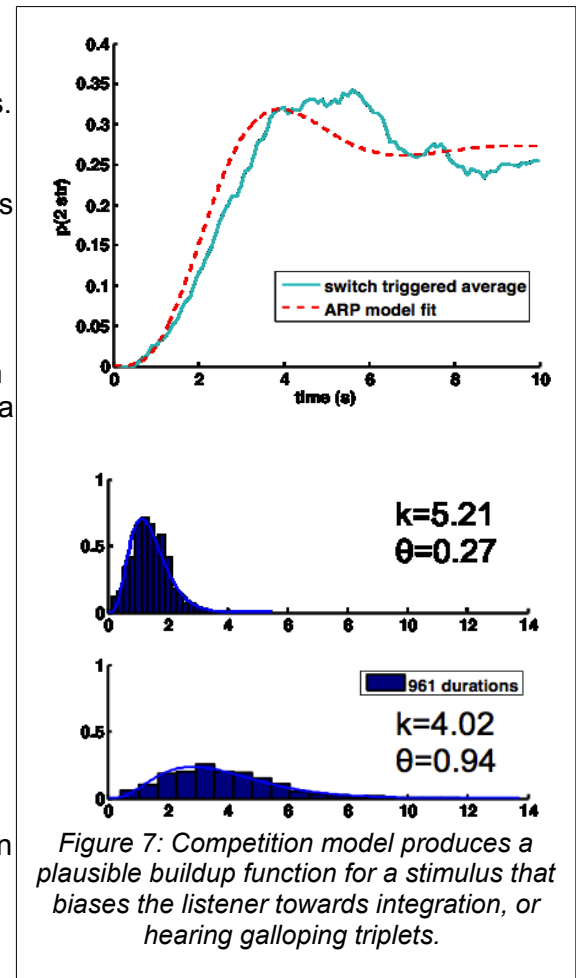 s.
s
n
a
n
0.4
0.35
0.3
0.25
0.2
0.15
0.1
0.05
0
p(2 str)
switch triggered average
ARP model fit
0 2 4 6 8 10
time (s)
1
0.5
0
k=5.21
θ=0.27
0 2 4 6 8 10 12 14
1
0.5
0
961 durations
k=4.02
θ=0.94
0 2 4 6 8 10 12 14
Figure 7: Competition model produces a
plausible buildup function for a stimulus that
biases the listener towards integration, or
hearing galloping triplets.